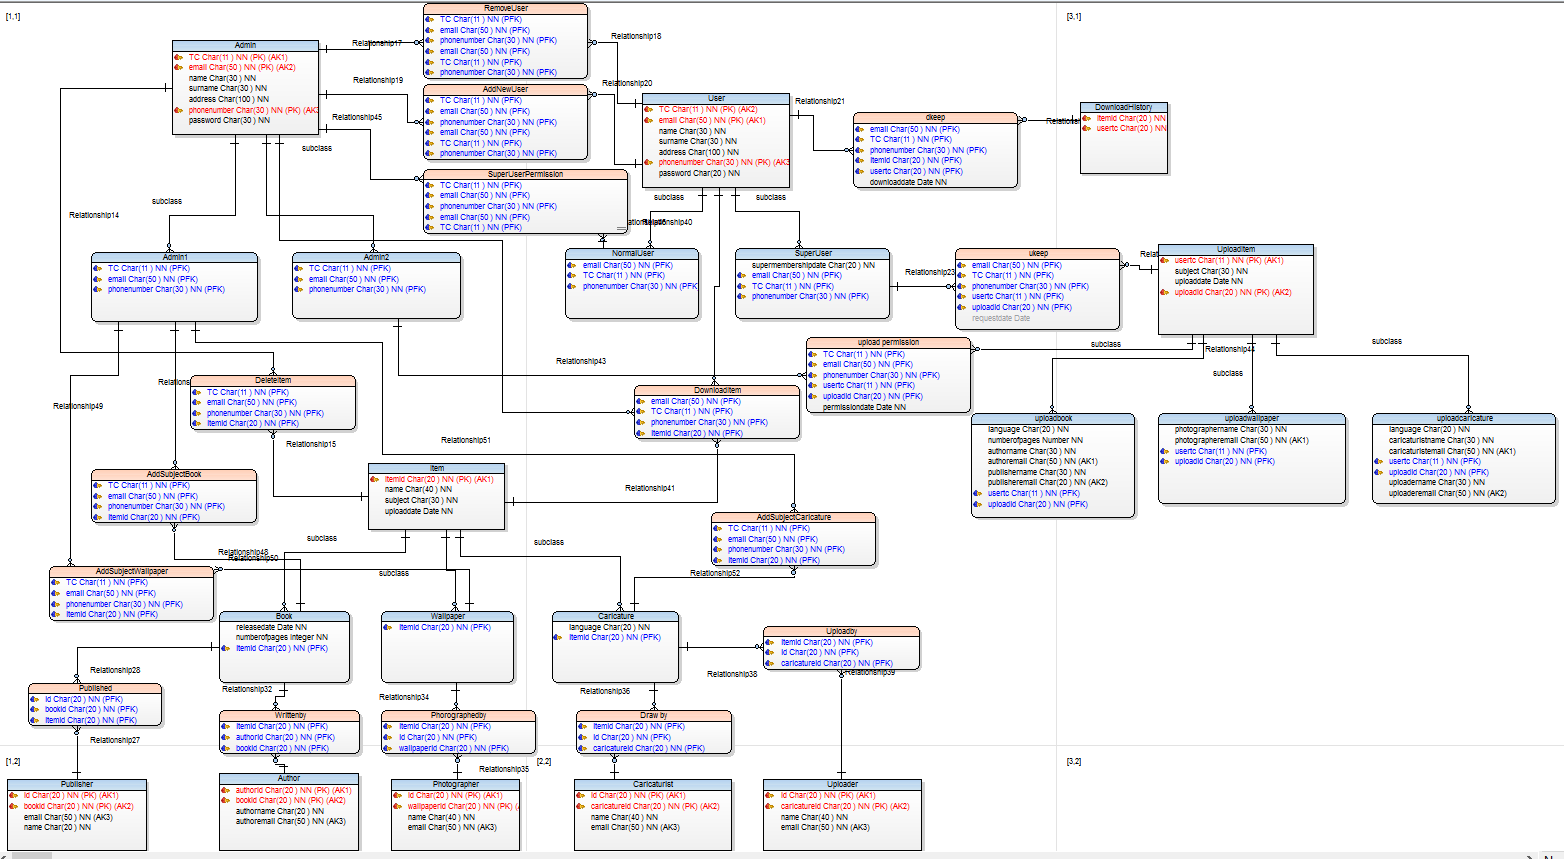 [1,1]
[3,1]
RemoveUser
TC Char(11 ) NN (PFK)
email Char(50 ) NN (PFK)
phonenumber Char(30 ) NN (PFK)
email Char(50 ) NN (PFK)
TC Char(11 ) NN (PFK)
phonenumber Char(30 ) NN (PFK)
Relationship17
Relationship18
Admin
TC Char(11 ) NN (PK) (AK1)
email Char(50 ) NN (PK) (AK2)
name Char(30 ) NN
surname Char(30 ) NN
address Char(100 ) NN
phonenumber Char(30 ) NN (PK) (AK
password Char(30 ) NN
Relationship19
Relationship20
AddNewUser
TC Char(11 ) NN (PFK)
email Char(50 ) NN (PFK)
phonenumber Char(30 ) NN (PFK)
email Char(50 ) NN (PFK)
TC Char(11 ) NN (PFK)
phonenumber Char(30 ) NN (PFK)
Relationship45
subclass
User
TC Char(11 ) NN (PK) (AK2)
email Char(50 ) NN (PK) (AK1)
name Char(30 ) NN
surname Char(30 ) NN
address Char(100 ) NN
phonenumber Char(30 ) NN (PK) (AK3
password Char(20 ) NN
Relationship21
dkeep
email Char(50 ) NN (PFK)
TC Char(11 ) NN (PFK)
phonenumber Char(30 ) NN (PFK)
itemid Char(20 ) NN (PFK)
usertc Char(20 ) NN (PFK)
downloaddate Date NN
Relations
DownloadHistory
itemid Char(20 ) NN
usertc Char(20 ) NN
SuperUserPermission
TC Char(11 ) NN (PFK)
email Char(50 ) NN (PFK)
phonenumber Char(30 ) NN (PFK)
email Char(50 ) NN (PFK)
TC Char(11 ) NN (PFK)
subclass
subclass
subclass
Relationship14
Relationship40
Admin1
TC Char(11 ) NN (PFK)
email Char(50 ) NN (PFK)
phonenumber Char(30 ) NN (PFK)
Admin2
TC Char(11 ) NN (PFK)
email Char(50 ) NN (PFK)
phonenumber Char(30 ) NN (PFK)
NormalUser
email Char(50 ) NN (PFK)
TC Char(11 ) NN (PFK)
phonenumber Char(30 ) NN (PFK
SuperUser
supermembershipdate Char(20 ) NN
email Char(50 ) NN (PFK)
TC Char(11 ) NN (PFK)
phonenumber Char(30 ) NN (PFK)
Relationship23
ukeep
email Char(50 ) NN (PFK)
TC Char(11 ) NN (PFK)
phonenumber Char(30 ) NN (PFK)
usertc Char(11 ) NN (PFK)
uploadid Char(20 ) NN (PFK)
requestdate Date
Relat
UploadItem
usertc Char(11 ) NN (PK) (AK1)
subject Char(30 ) NN
uploaddate Date NN
uploadid Char(20 ) NN (PK) (AK2)
upload permission
TC Char(11 ) NN (PFK)
email Char(50 ) NN (PFK)
phonenumber Char(30 ) NN (PFK)
usertc Char(11 ) NN (PFK)
uploadid Char(20 ) NN (PFK)
permissiondate Date NN
subclass
Relationship44
subclass
subclass
Relationship43
Relations
Relationship49
DeleteItem
TC Char(11 ) NN (PFK)
email Char(50 ) NN (PFK)
phonenumber Char(30 ) NN (PFK)
itemid Char(20 ) NN (PFK)
Relationship15
DownloadItem
email Char(50 ) NN (PFK)
TC Char(11 ) NN (PFK)
phonenumber Char(30 ) NN (PFK)
itemid Char(20 ) NN (PFK)
uploadbook
language Char(20 ) NN
numberofpages Number NN
authorname Char(30 ) NN
authoremail Char(50 ) NN (AK1)
publishername Char(30 ) NN
publisheremail Char(20 ) NN (AK2)
usertc Char(11 ) NN (PFK)
uploadid Char(20 ) NN (PFK)
uploadwallpaper
photographername Char(30 ) NN
photographeremail Char(50 ) NN (AK1)
usertc Char(11 ) NN (PFK)
uploadid Char(20 ) NN (PFK)
uploadcaricature
language Char(20 ) NN
caricaturistname Char(30 ) NN
caricaturistemail Char(50 ) NN (AK1)
usertc Char(11 ) NN (PFK)
uploadid Char(20 ) NN (PFK)
uploadername Char(30 ) NN
uploaderemail Char(50 ) NN (AK2)
Relationship51
AddSubjectBook
TC Char(11 ) NN (PFK)
email Char(50 ) NN (PFK)
phonenumber Char(30 ) NN (PFK)
itemid Char(20 ) NN (PFK)
Item
itemid Char(20 ) NN (PK) (AK1)
name Char(40 ) NN
subject Char(30 ) NN
uploaddate Date NN
Relationship41
AddSubjectCaricature
TC Char(11 ) NN (PFK)
email Char(50 ) NN (PFK)
phonenumber Char(30 ) NN (PFK)
itemid Char(20 ) NN (PFK)
subclass
subclass
Relationship48
Relationship50
subclass
Relationship52
AddSubjectWallpaper
TC Char(11 ) NN (PFK)
email Char(50 ) NN (PFK)
phonenumber Char(30 ) NN (PFK)
itemid Char(20 ) NN (PFK)
Book
releasedate Date NN
numberofpages Integer NN
itemid Char(20 ) NN (PFK)
Wallpaper
itemid Char(20 ) NN (PFK)
Caricature
language Char(20 ) NN
itemid Char(20 ) NN (PFK)
Uploadby
itemid Char(20 ) NN (PFK)
id Char(20 ) NN (PFK)
caricatureid Char(20 ) NN (PFK)
Relationship28
Relationship32
Relationship34
Relationship36
Relationship38
Relationship39
Published
id Char(20 ) NN (PFK)
bookid Char(20 ) NN (PFK)
itemid Char(20 ) NN (PFK)
Writtenby
itemid Char(20 ) NN (PFK)
authorid Char(20 ) NN (PFK)
bookid Char(20 ) NN (PFK)
Phorographedby
itemid Char(20 ) NN (PFK)
id Char(20 ) NN (PFK)
wallpaperid Char(20 ) NN (PFK)
Draw by
itemid Char(20 ) NN (PFK)
id Char(20 ) NN (PFK)
caricatureid Char(20 ) NN (PFK)
Relationship27
[1,2]
Relationship35
[2,2]
[3,2]
Publisher
id Char(20 ) NN (PK) (AK1)
bookid Char(20 ) NN (PK) (AK2)
email Char(50 ) NN (AK3)
name Char(20 ) NN
Author
authorid Char(20 ) NN (PK) (AK1)
bookid Char(20 ) NN (PK) (AK2)
authorname Char(20 ) NN
authoremail Char(50 ) NN (AK3)
Photographer
id Char(20 ) NN (PK) (AK1)
wallpaperid Char(20 ) NN (PK) (
name Char(40 ) NN
email Char(50 ) NN (AK3)
Caricaturist
id Char(20 ) NN (PK) (AK1)
caricatureid Char(20 ) NN (PK) (AK2)
name Char(40 ) NN
email Char(50 ) NN (AK3)
Uploader
id Char(20 ) NN (PK) (AK1)
caricatureid Char(20 ) NN (PK) (AK2)
name Char(40 ) NN
email Char(50 ) NN (AK3)